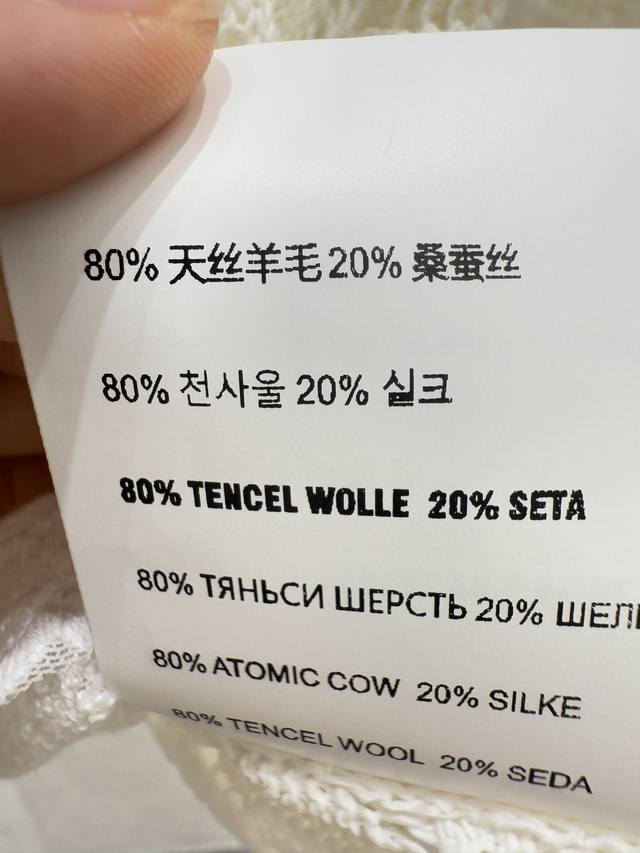 80% 天丝羊毛 20% 桑蚕丝
80% 천사울 20% 실크
80% TENCEL WOLLE 20% SETA
80% ТЯНЬСИ ШЕРСТЬ 20%
80% ATOMIC COW 20% SILKE
80% TENCEL WOOL 20% SEDA